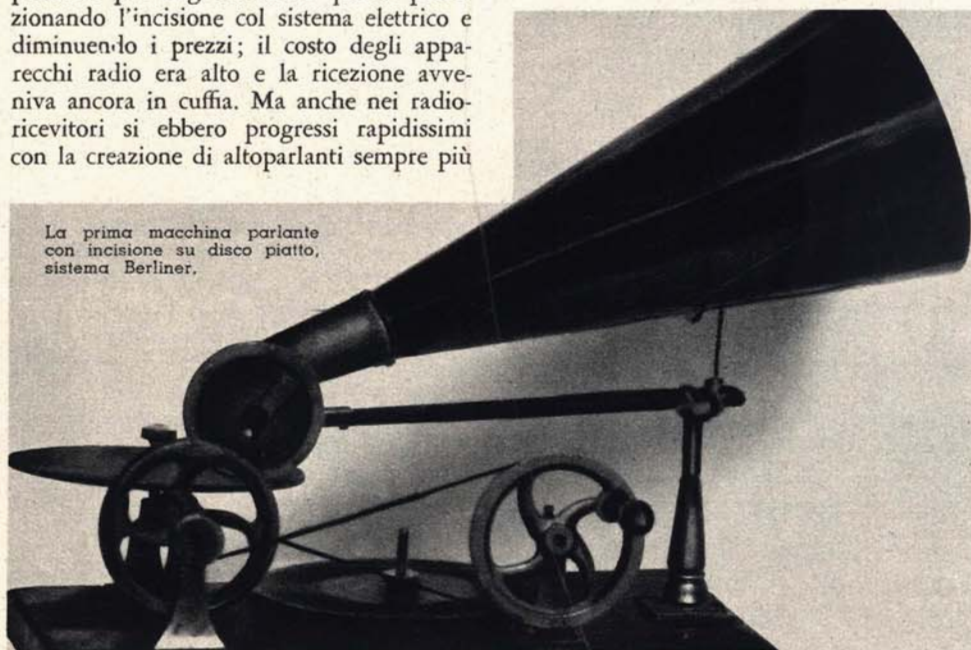 zionando l'incisione col sistema elettrico e
diminuendo i prezzi; il costo degli appa-
recchi radio era alto e la ricezione avve-
niva ancora in cuffia. Ma anche nei radio-
ricevitori si ebbero progressi rapidissimi
con la creazione di altoparlanti sempre più
La prima macchina parlante
con incisione su disco piatto,
sistema Berliner.